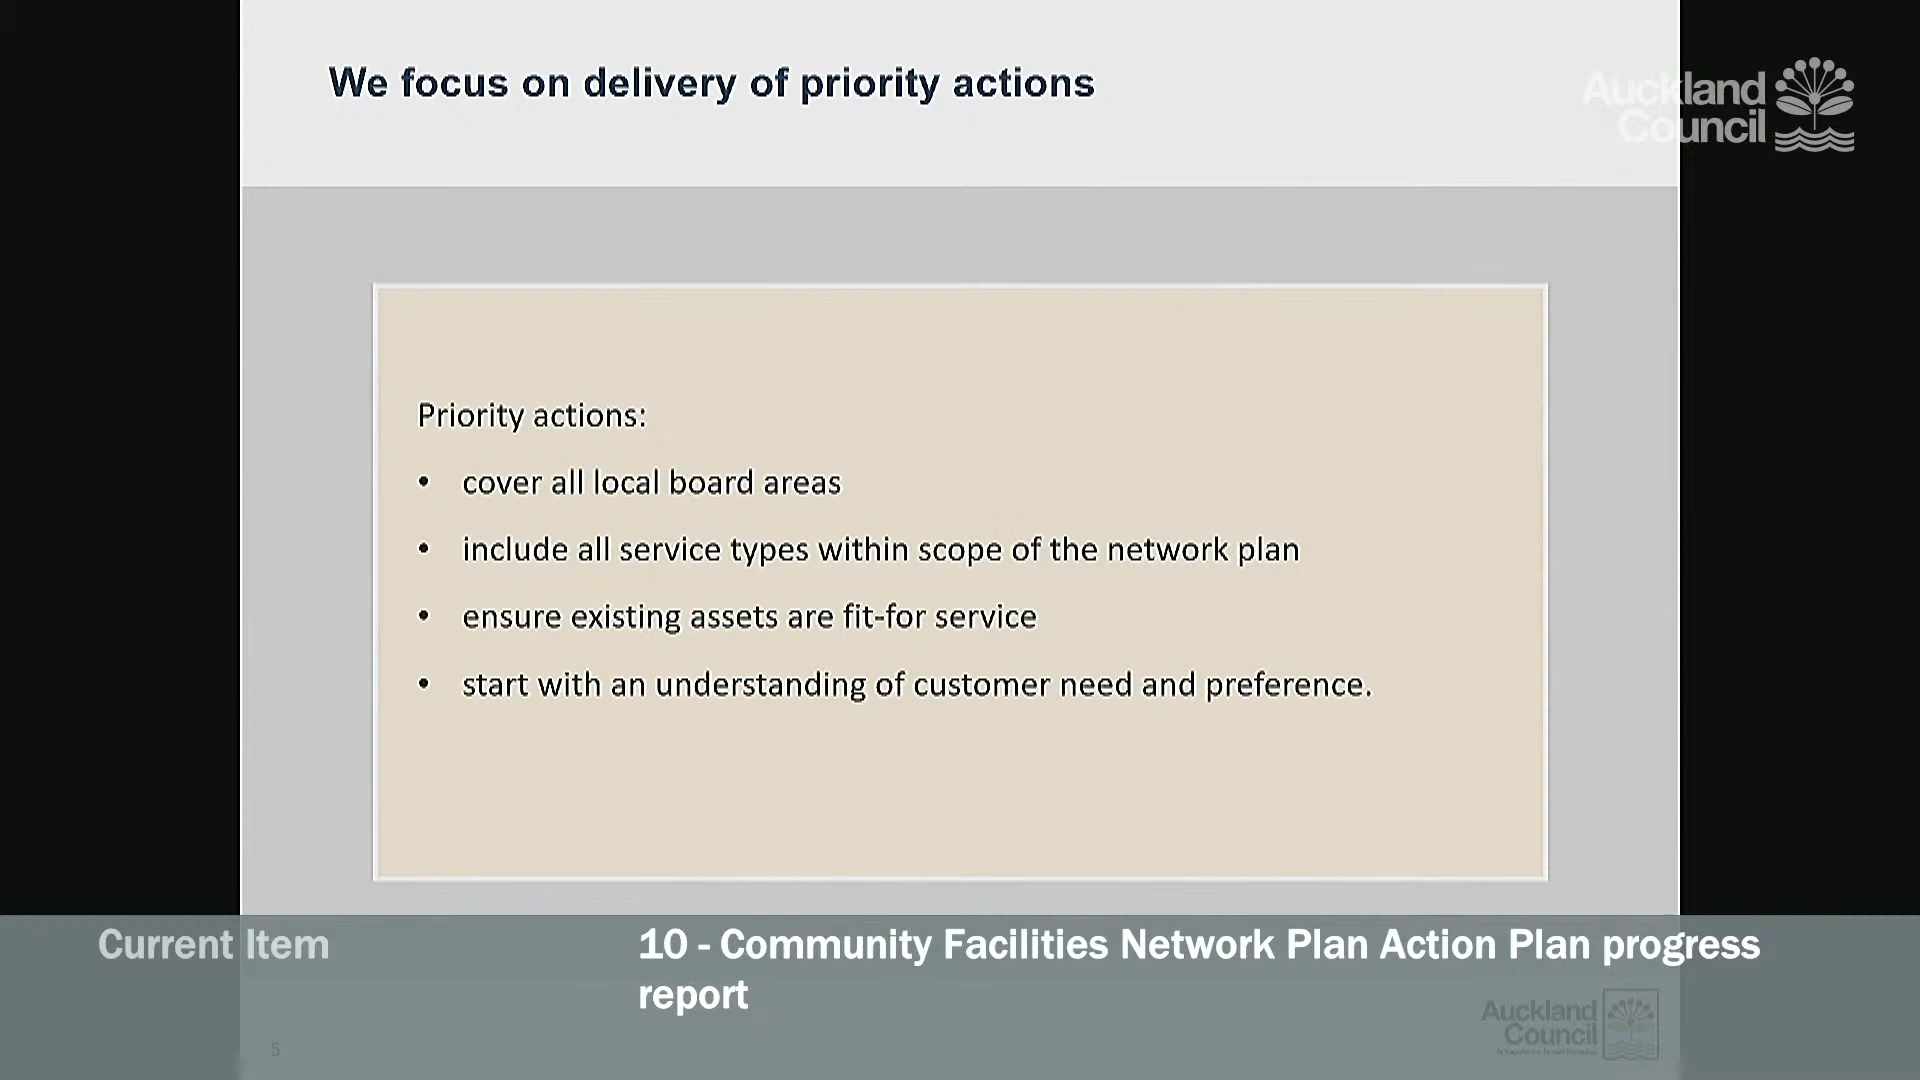 We focus on delivery of priority actions
Auckland
Council
Priority actions:
• cover all local board areas
• include all service types within scope of the network plan
• ensure existing assets are fit-for service
• start with an understanding of customer need and preference.
Current Item
10 - Community Facilities Network Plan Action Plan progress
report
Auckland
Council
5